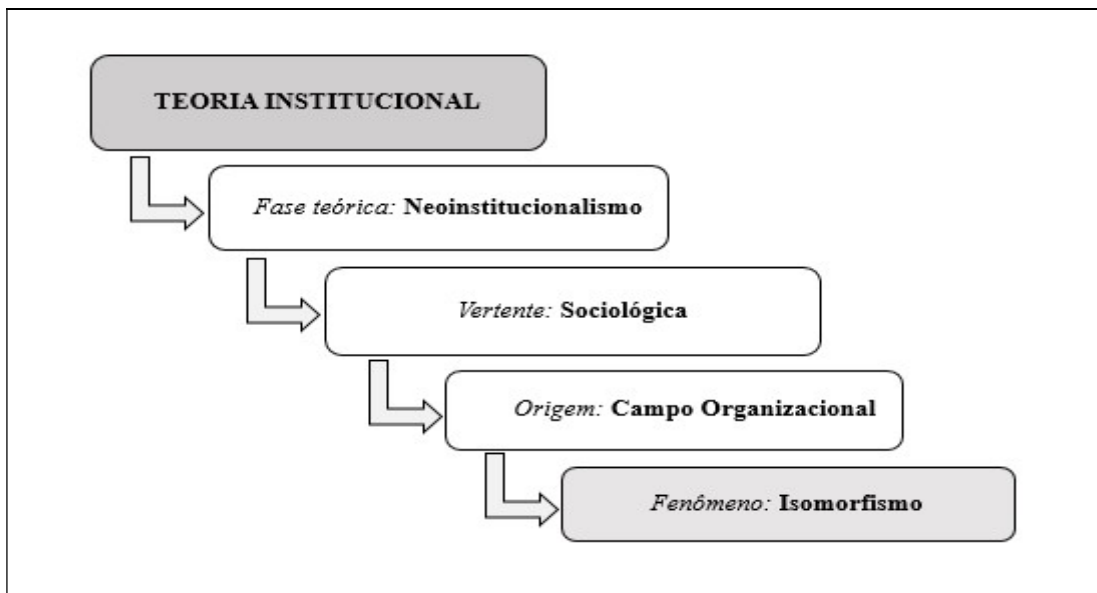 TEORIA INSTITUCIONAL
Fase teórica: Neoinstitucionalismo
Vertente: Sociológica
Origem: Campo Organizacional
Fenômeno: Isomorfismo